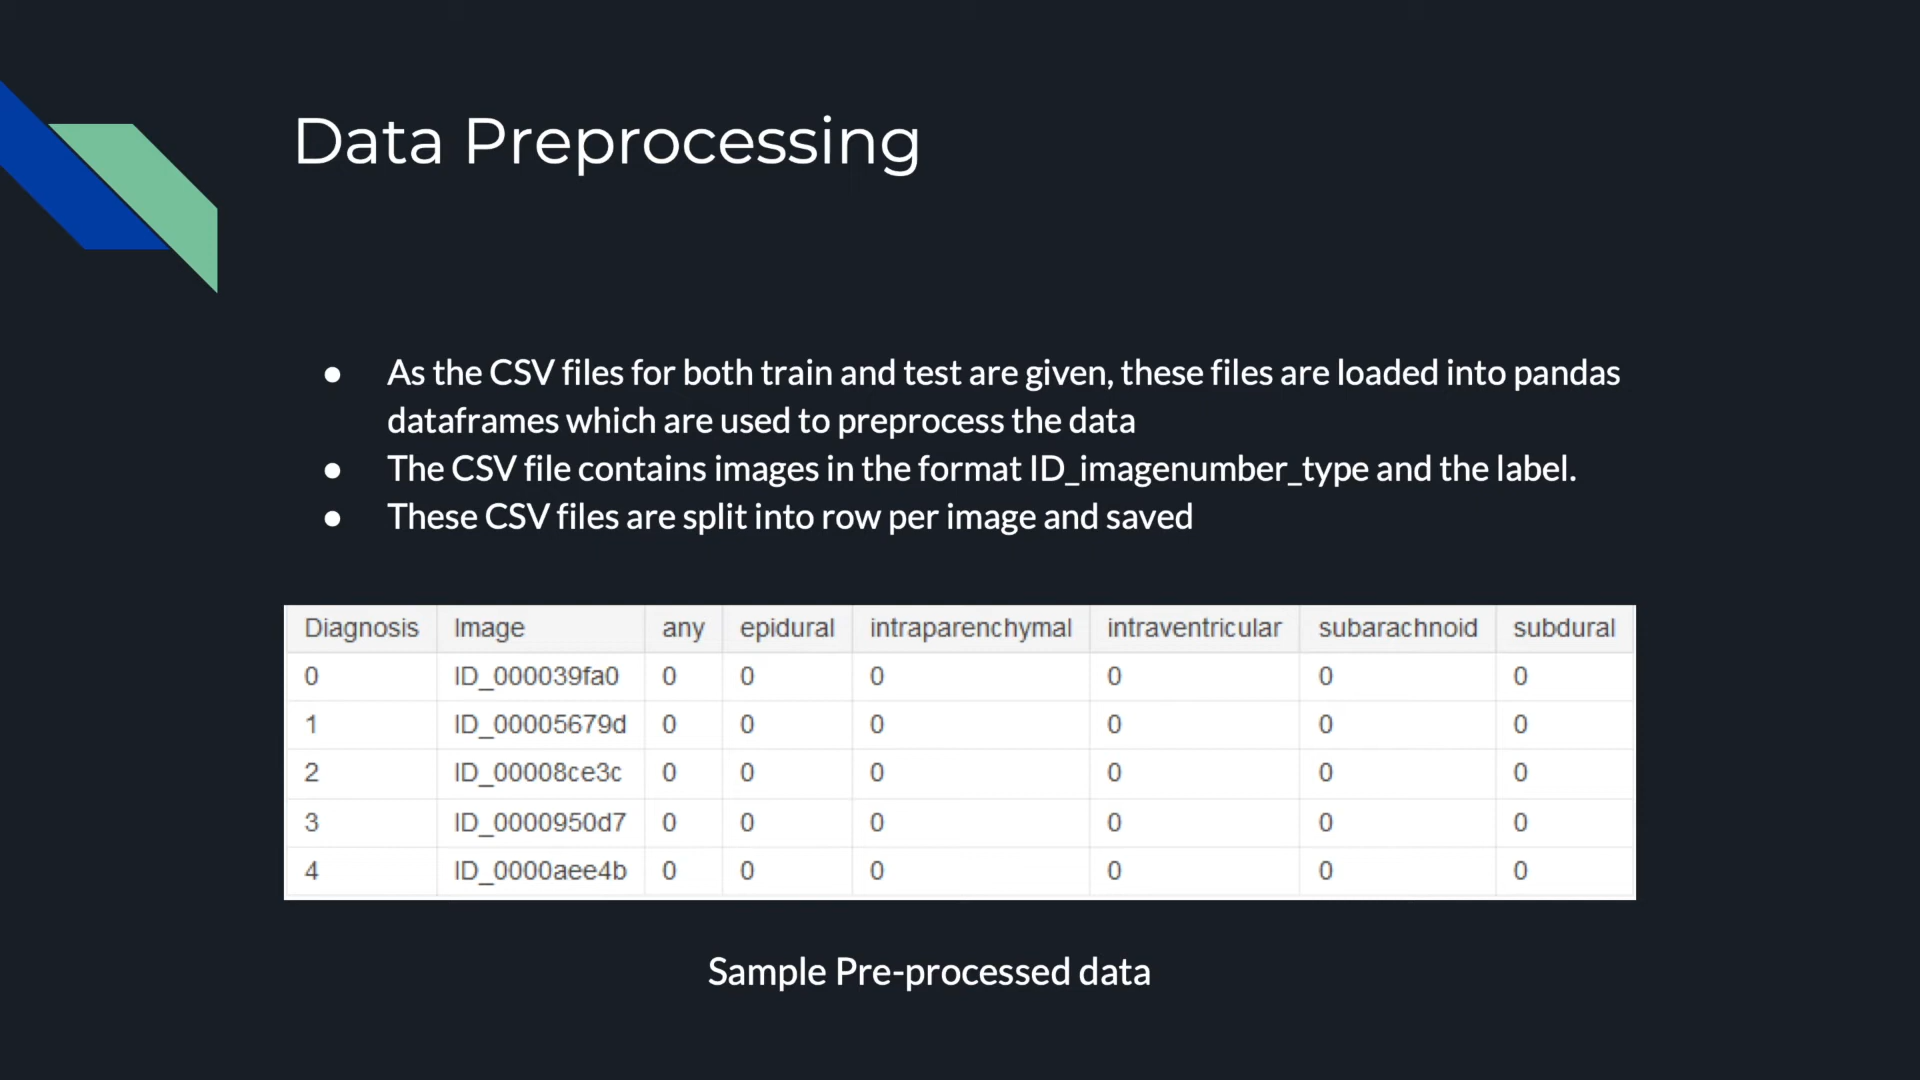 Data Preprocessing
● As the CSV files for both train and test are given, these files are loaded into pandas
dataframes which are used to preprocess the data
● The CSV file contains images in the format ID_imagenumber_type and the label.
● These CSV files are split into row per image and saved
Diagnosis Image any epidural intraparenchymal intraventricular subarachnoid subdural
0 ID_000039fa0 0 0 0 0 0 0
1 ID_00005679d 0 0 0 0 0 0
2 ID_00008ce3c 0 0 0 0 0 0
3 ID_0000950d7 0 0 0 0 0 0
4 ID_0000aee4b 0 0 0 0 0 0
Sample Pre-processed data